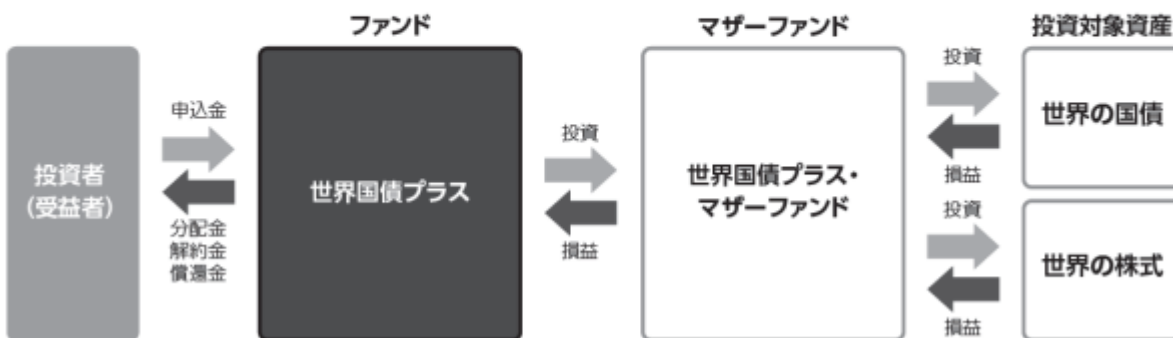 ファンド
マザーファンド
投資対象資産
投資者
(受益者)
申込金
分配金
解約金
償還金
世界国債プラス
投資
損益
世界国債プラス・
マザーファンド
投資
損益
世界の国債
投資
損益
世界の株式